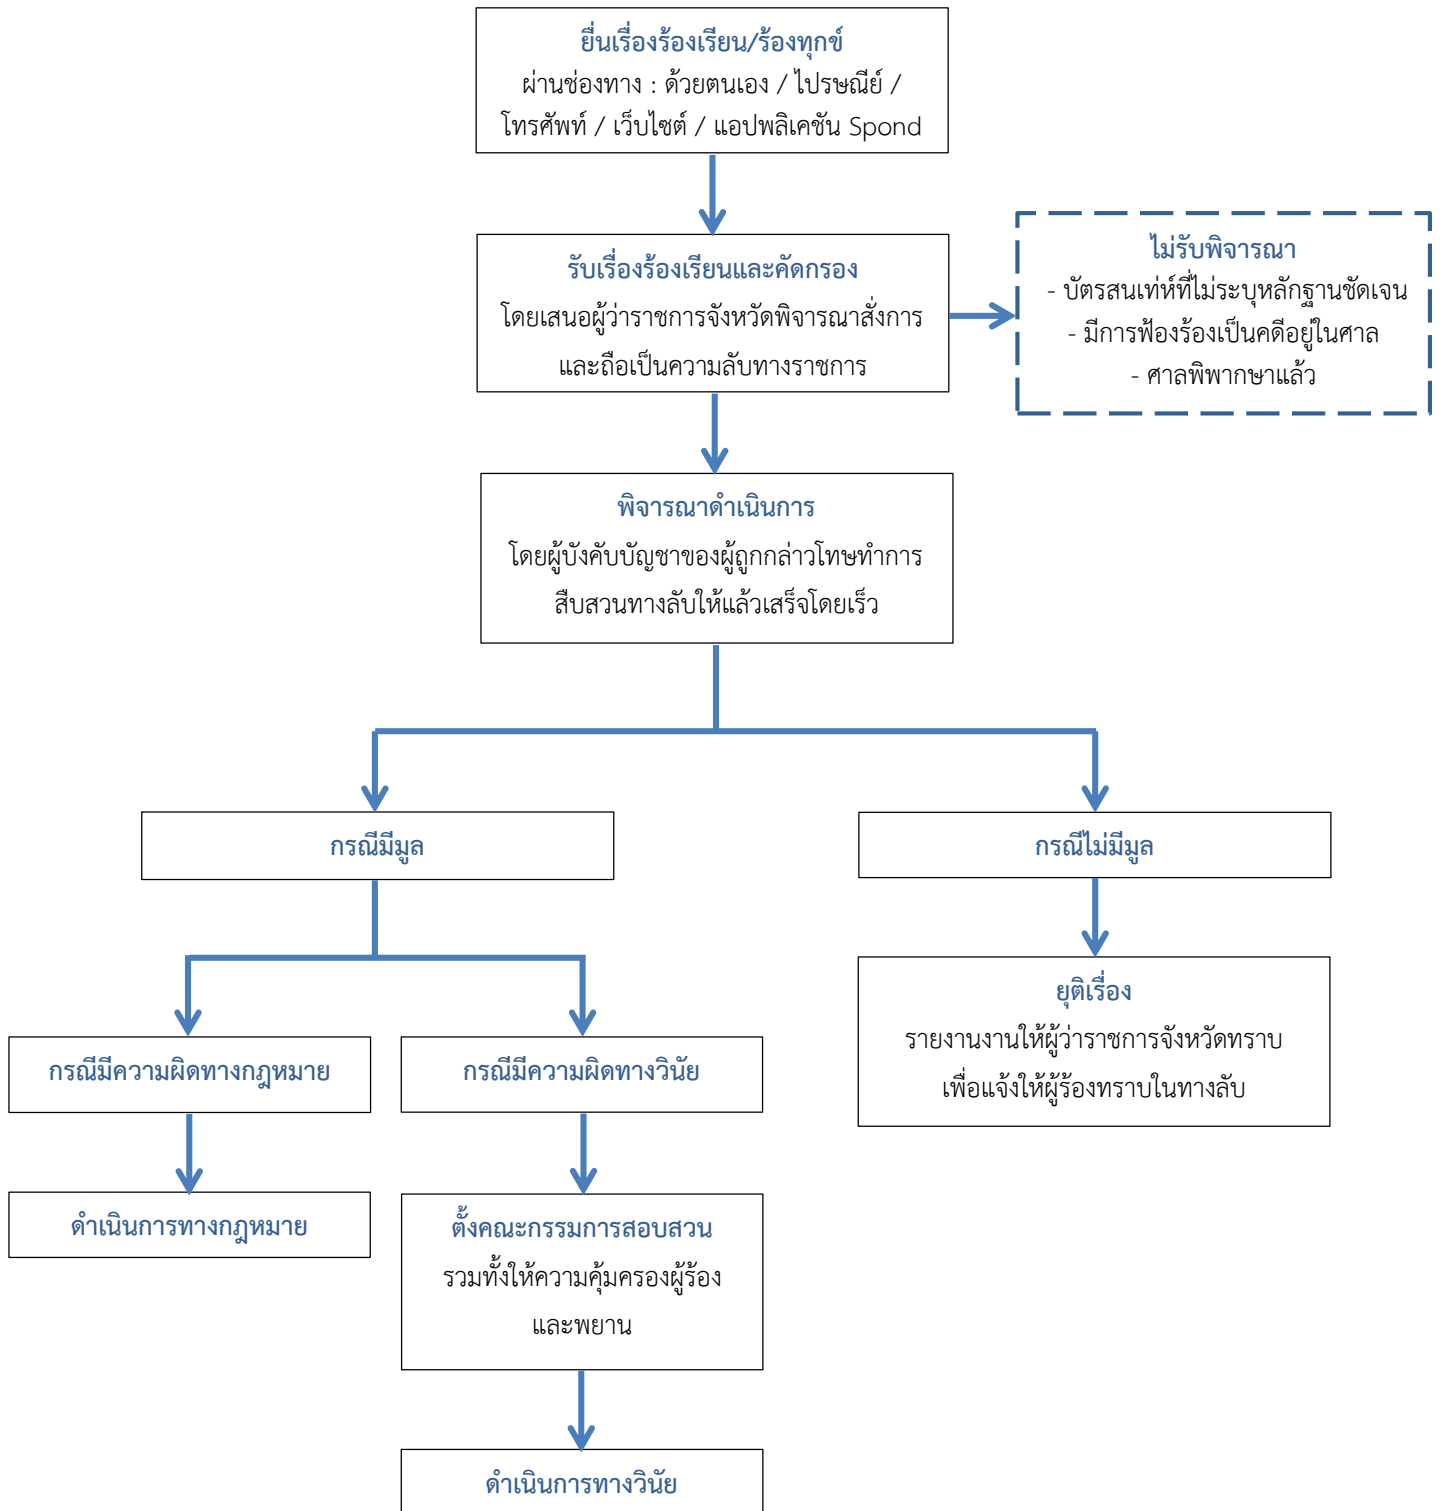 ยื่นเรื่องร้องเรียน/ร้องทุกข์
ผ่านช่องทาง : ด้วยตนเอง / ไปรษณีย์ /
โทรศัพท์ / เว็บไซต์ / แอปพลิเคชัน Spond
รับเรื่องร้องเรียนและคัดกรอง
โดยเสนอผู้ว่าราชการจังหวัดพิจารณาสั่งการ
และถือเป็นความลับทางราชการ
ไม่รับพิจารณา
- บัตรสนเท่ห์ที่ไม่ระบุหลักฐานชัดเจน
- มีการฟ้องร้องเป็นคดีอยู่ในศาล
- ศาลพิพากษาแล้ว
พิจารณาดำเนินการ
โดยผู้บังคับบัญชาของผู้ถูกกล่าวโทษทำการ
สืบสวนทางลับให้แล้วเสร็จโดยเร็ว
กรณีมีมูล
กรณีไม่มีมูล
ยุติเรื่อง
รายงานงานให้ผู้ว่าราชการจังหวัดทราบ
เพื่อแจ้งให้ผู้ร้องทราบในทางลับ
กรณีมีความผิดทางกฎหมาย
กรณีมีความผิดทางวินัย
ดำเนินการทางกฎหมาย
ตั้งคณะกรรมการสอบสวน
รวมทั้งให้ความคุ้มครองผู้ร้อง
และพยาน
ดำเนินการทางวินัย